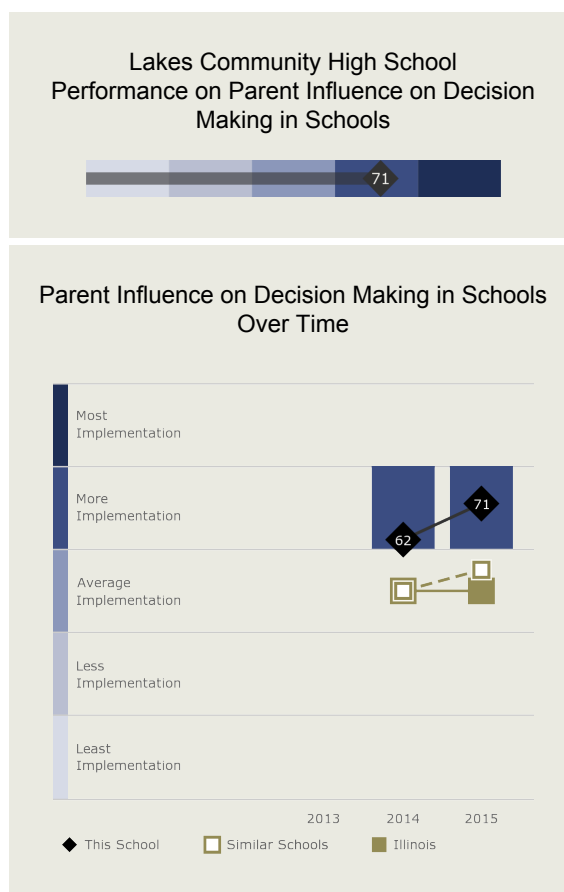 Lakes Community High School
Performance on Parent Influence on Decision
Making in Schools
71
Parent Influence on Decision Making in Schools
Over Time
Most
Implementation
More
Implementation
71
62
Average
Implementation
Less
Implementation
Least
Implementation
2013 2014 2015
This School Similar Schools Illinois